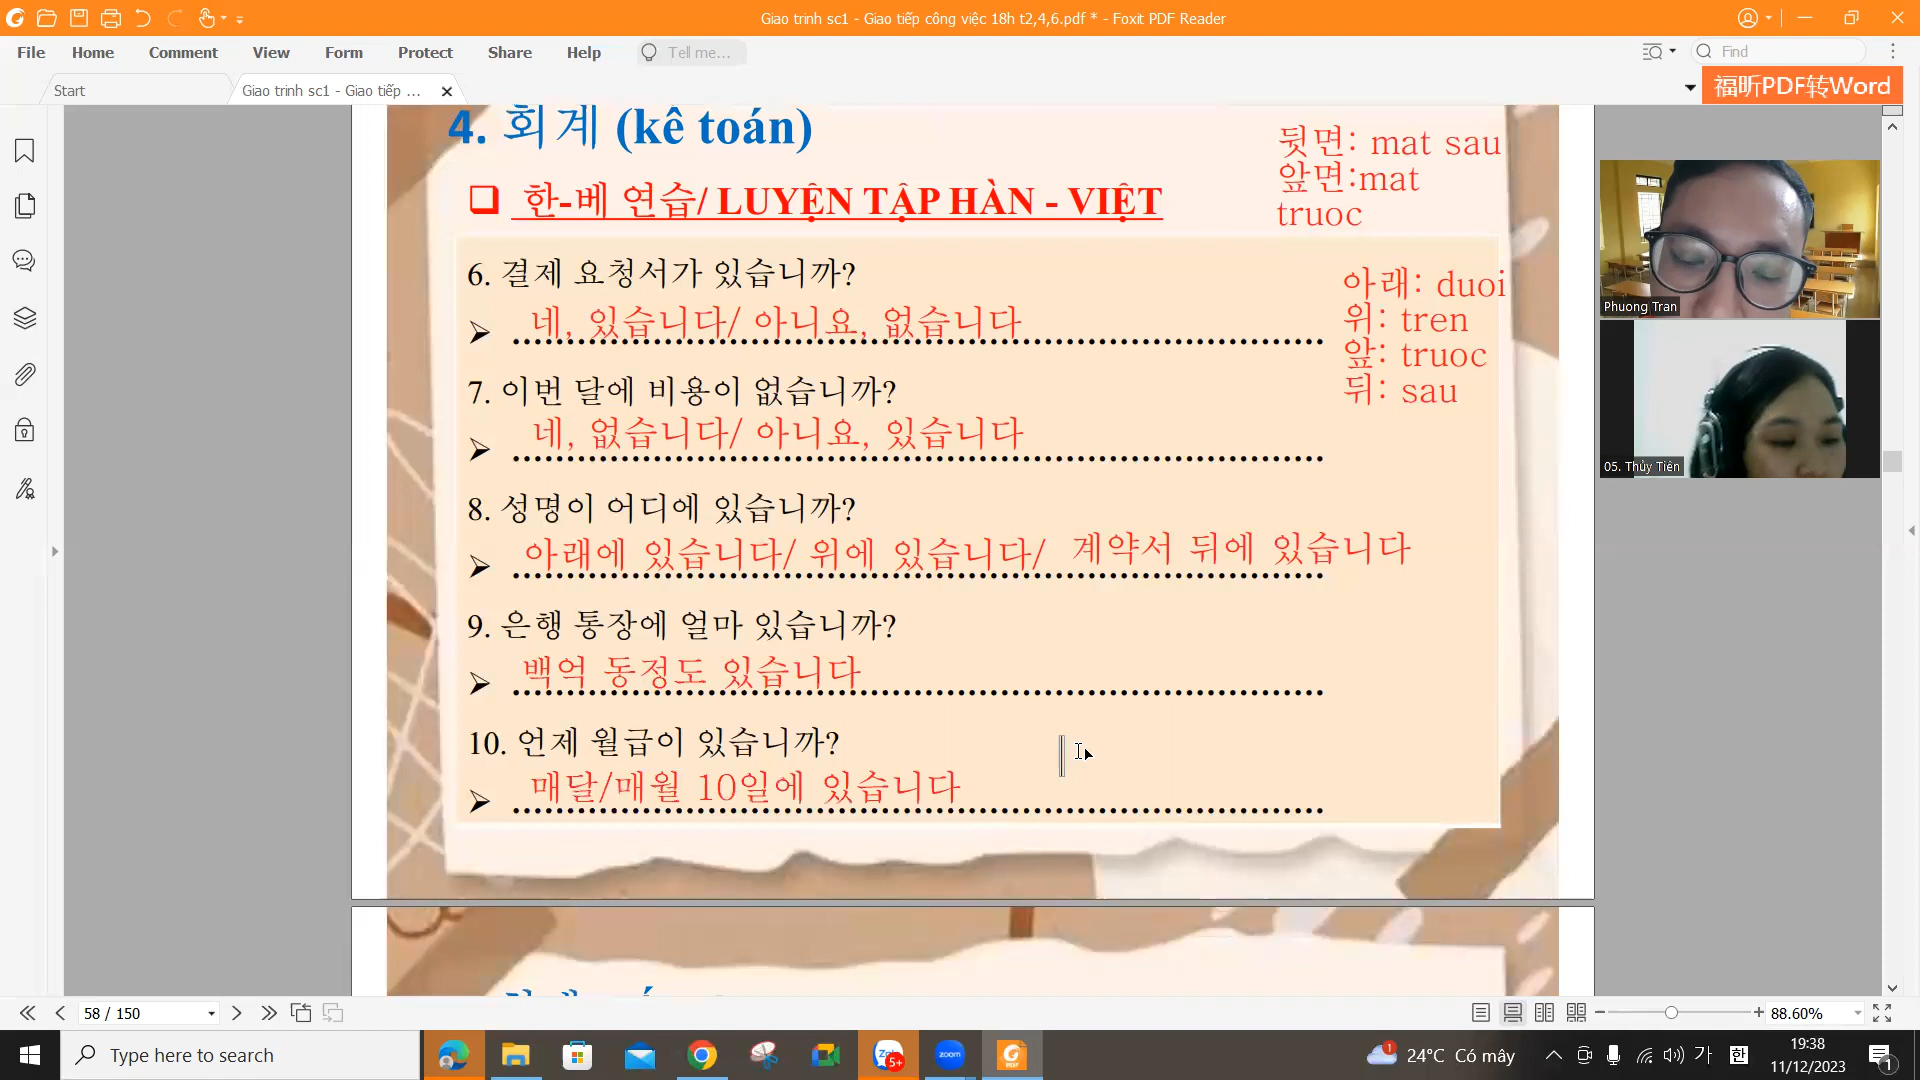 Giao trinh sc1 - Giao tiếp công việc 18h t2,4,6.pdf * - Foxit PDF Reader
File Home Comment View Form Protect Share Help Tell me... Find
Start Giao trinh sc1 - Giao tiếp ...
福昕PDF转Word
4. 회계 (kê toán)
뒷면: mat sau
앞면:mat
truoc
❑ 한-베 연습/ LUYỆN TẬP HÀN - VIỆT
6. 결제 요청서가 있습니까?
네, 있습니다/ 아니요, 없습니다
아래: duoi
위: tren
앞: truoc
뒤: sau
7. 이번 달에 비용이 없습니까?
네, 없습니다/ 아니요, 있습니다
8. 성명이 어디에 있습니까?
아래에 있습니다/ 위에 있습니다/ 계약서 뒤에 있습니다
9. 은행 통장에 얼마 있습니까?
백억 동정도 있습니다
10. 언제 월급이 있습니까?
매달/매월 10일에 있습니다
Phuong Tran
05. Thủy Tiên
58 / 150
88.60%
Type here to search
zoom
5+
PDF
1
24°C Có mây
가
한
19:38
11/12/2023
1